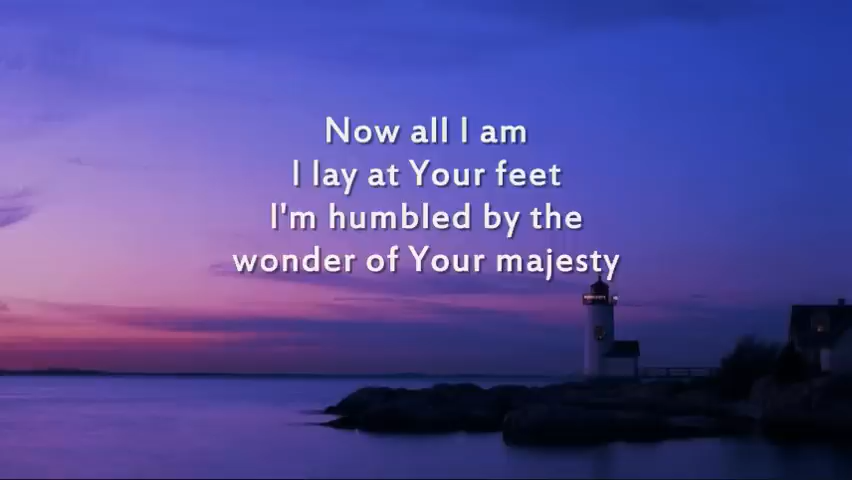 Now all I am
I lay at Your feet
I'm humbled by the
wonder of Your majesty